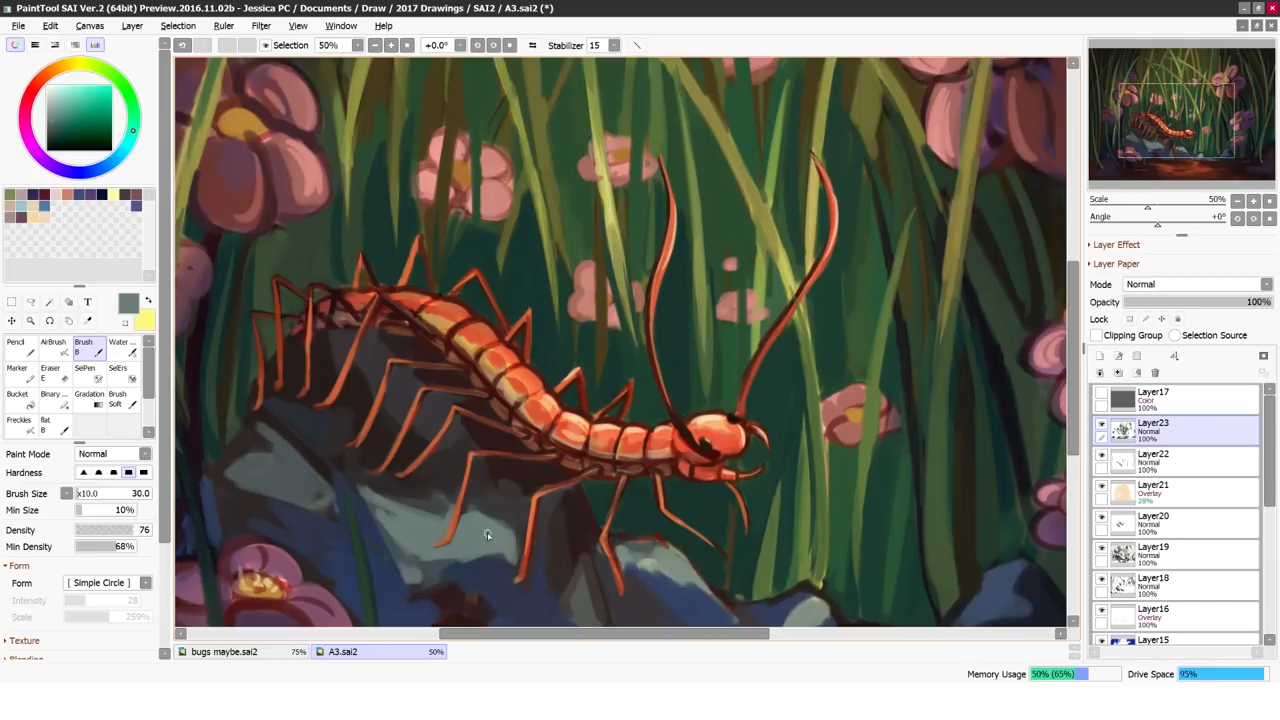 PaintTool SAI Ver.2 (64bit) Preview.2016.11.02b - Jessica PC / Documents / Draw / 2017 Drawings / SAI2 / A3.sai2 (*)
File Edit Canvas Layer Selection Ruler Filter View Window Help
Selection 50% +0.0° Stabilizer 15
Scale 50%
Angle +0°
Layer Effect
Layer Paper
Mode Normal
Opacity 100%
Lock
Clipping Group Selection Source
T
Pencil AirBrush Brush Water ...
B
Marker Eraser SelPen SelErs
E
Bucket Binary ... Gradation Brush
Soft
Freckles flat
B
Paint Mode Normal
Hardness
Brush Size x10.0 30.0
Min Size 10%
Density 76
Min Density 68%
Form
Form [ Simple Circle ]
Intensity 28
Scale 259%
Texture
Blending
Layer17
Color
100%
Layer23
Normal
100%
Layer22
Normal
100%
Layer21
Overlay
28%
Layer20
Normal
100%
Layer19
Normal
100%
Layer18
Normal
100%
Layer16
Overlay
100%
Layer15
bugs maybe.sai2 75% A3.sai2 50%
Memory Usage 50% (65%) Drive Space 95%